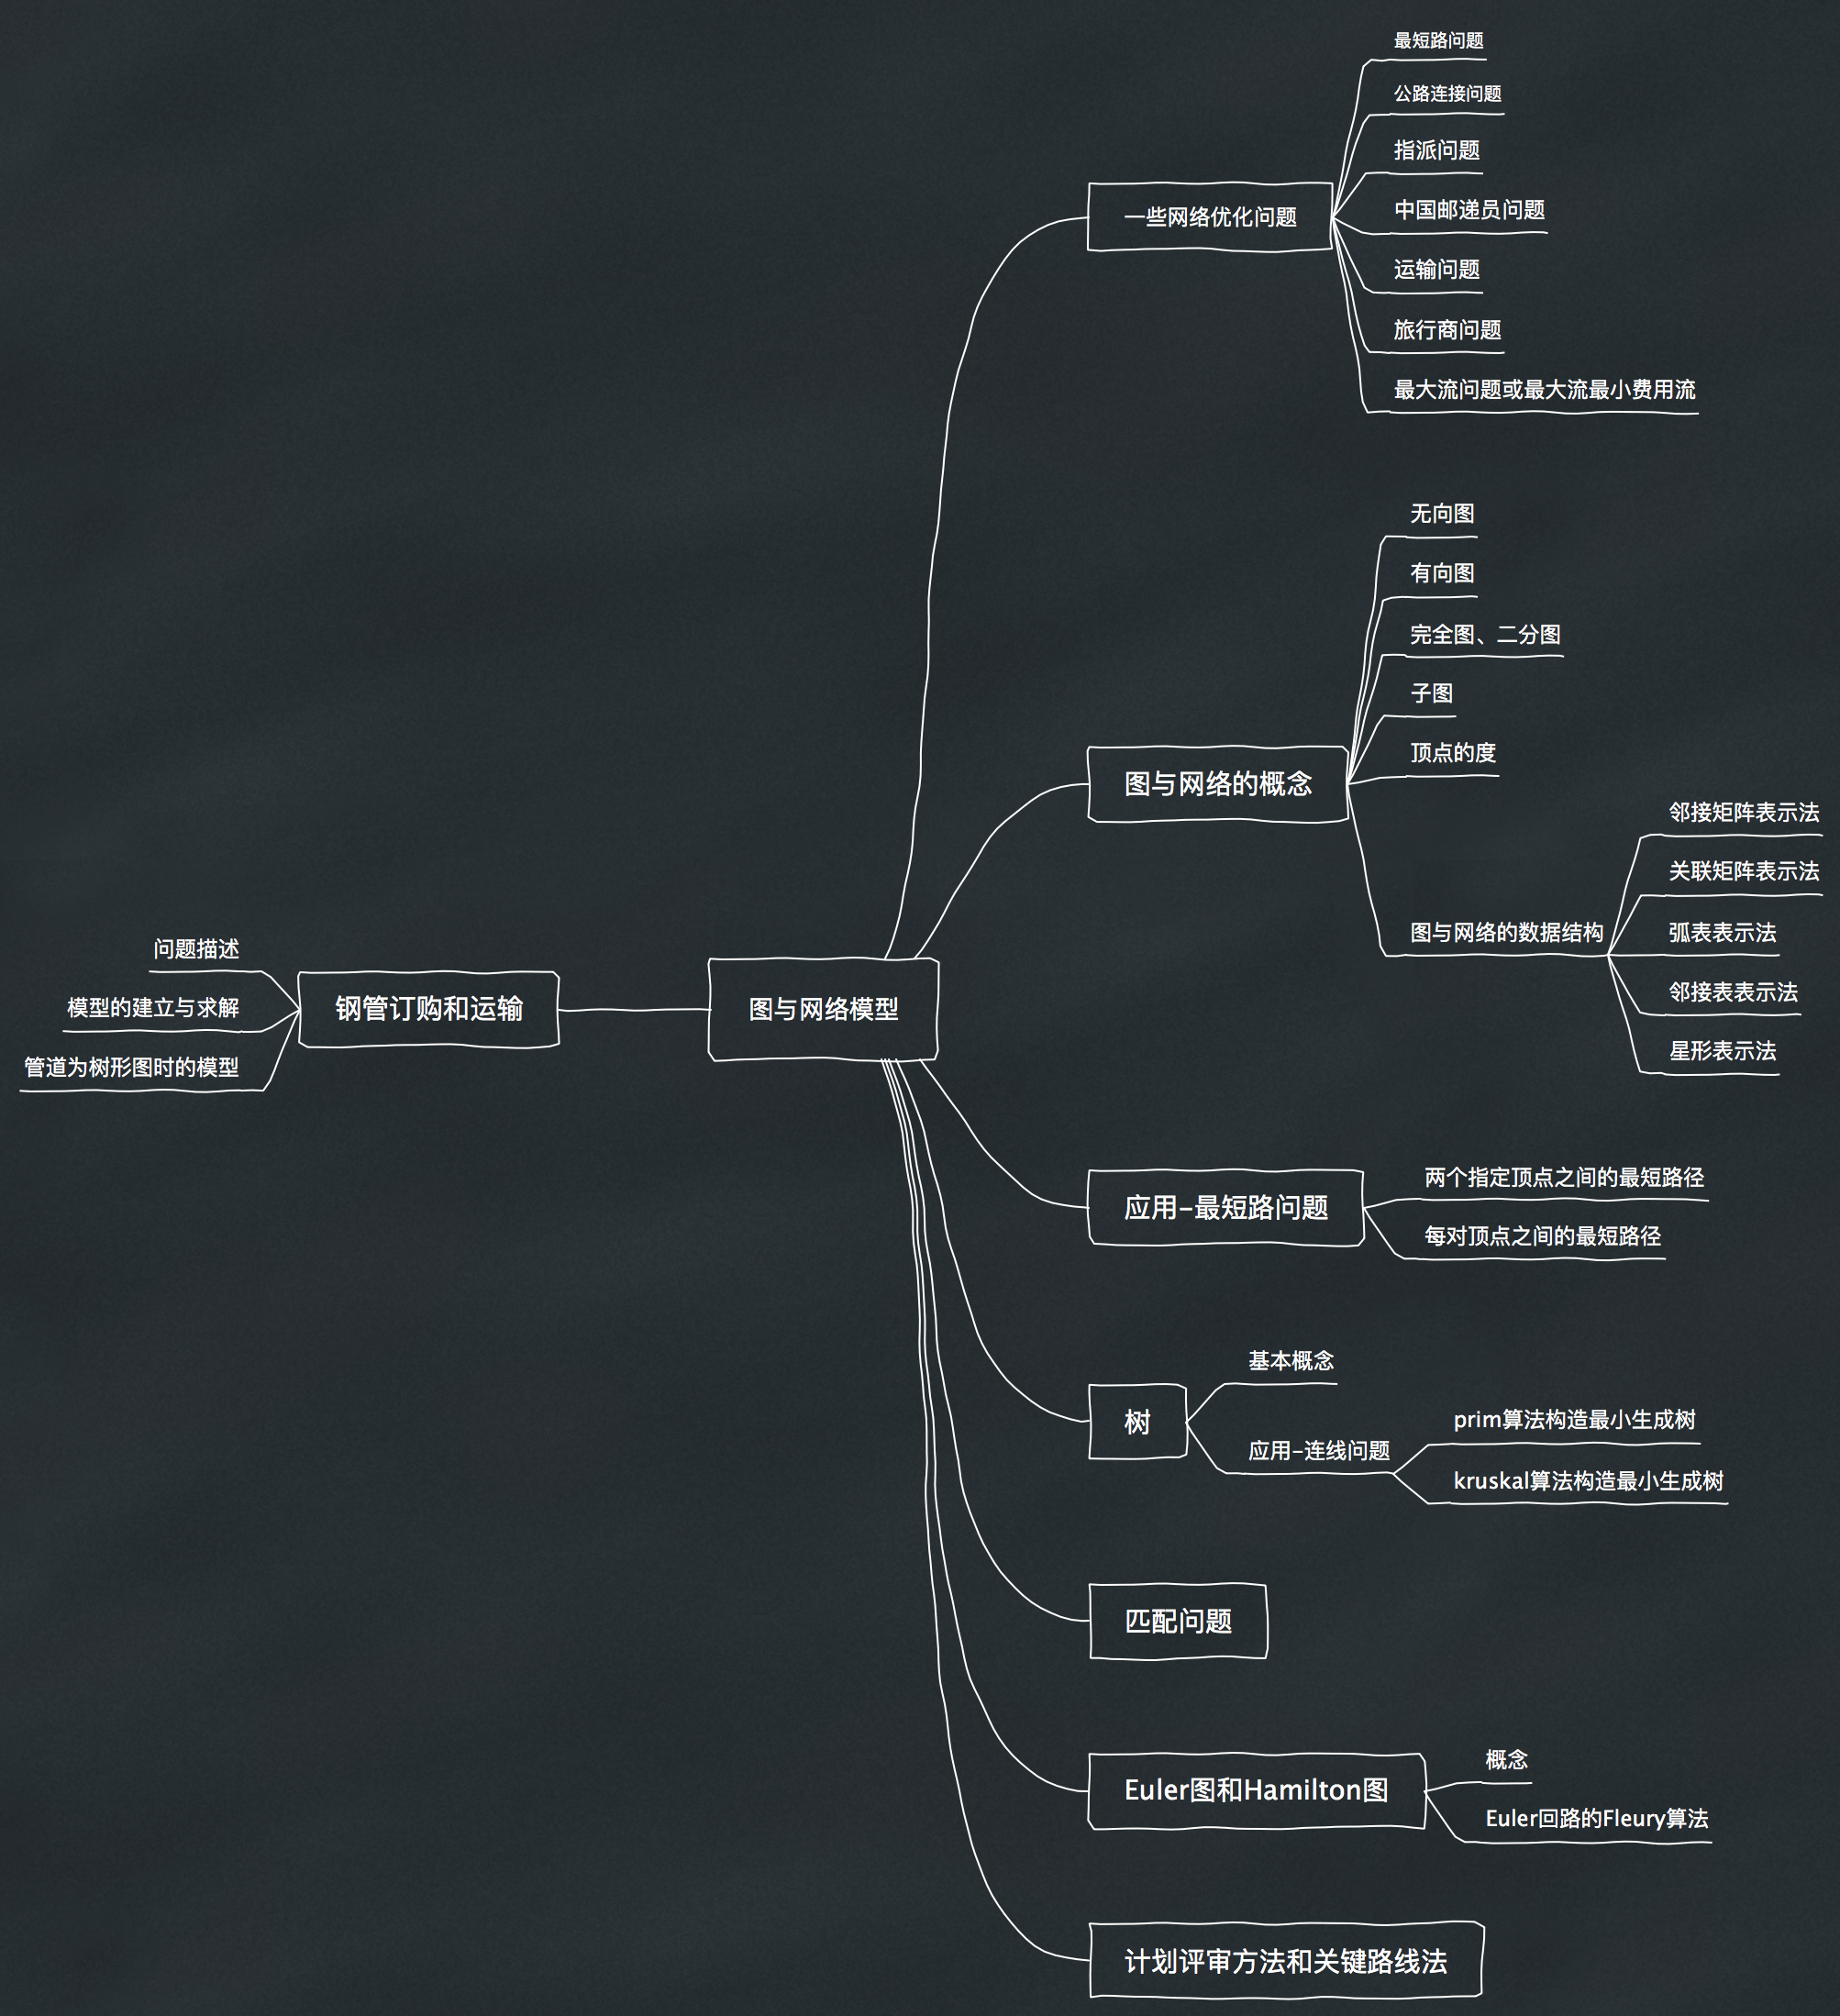 图与网络模型
一些网络优化问题
最短路问题
公路连接问题
指派问题
中国邮递员问题
运输问题
旅行商问题
最大流问题或最大流最小费用流
图与网络的概念
无向图
有向图
完全图、二分图
子图
顶点的度
图与网络的数据结构
邻接矩阵表示法
关联矩阵表示法
弧表表示法
邻接表表示法
星形表示法
应用-最短路问题
两个指定顶点之间的最短路径
每对顶点之间的最短路径
树
基本概念
应用-连线问题
prim算法构造最小生成树
kruskal算法构造最小生成树
匹配问题
Euler图和Hamilton图
概念
Euler回路的Fleury算法
计划评审方法和关键路线法
钢管订购和运输
问题描述
模型的建立与求解
管道为树形图时的模型